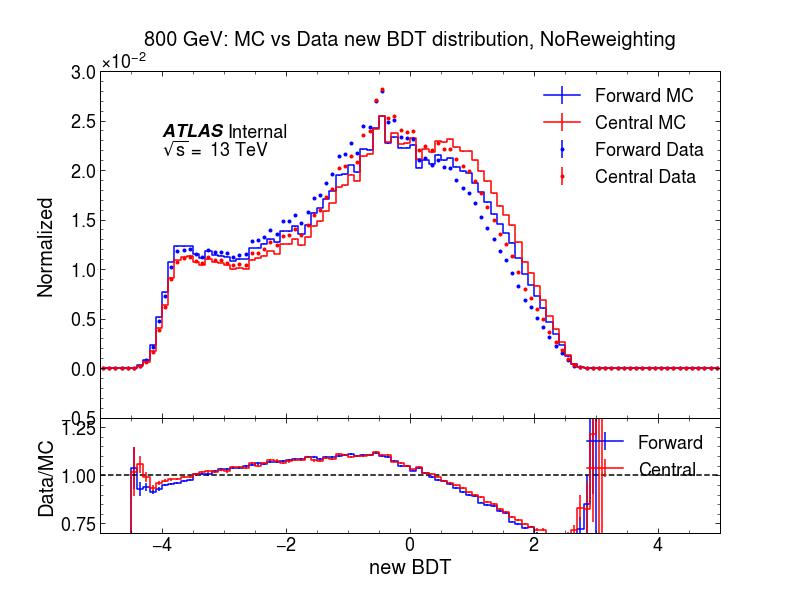 800 GeV: MC vs Data new BDT distribution, NoReweighting
×10⁻²
3.0
2.5
2.0
1.5
1.0
0.5
0.0
0.5
Normalized
ATLAS Internal
√s = 13 TeV
Forward MC
Central MC
Forward Data
Central Data
1.25
1.00
0.75
Data/MC
Forward
Central
−4 −2 0 2 4
new BDT